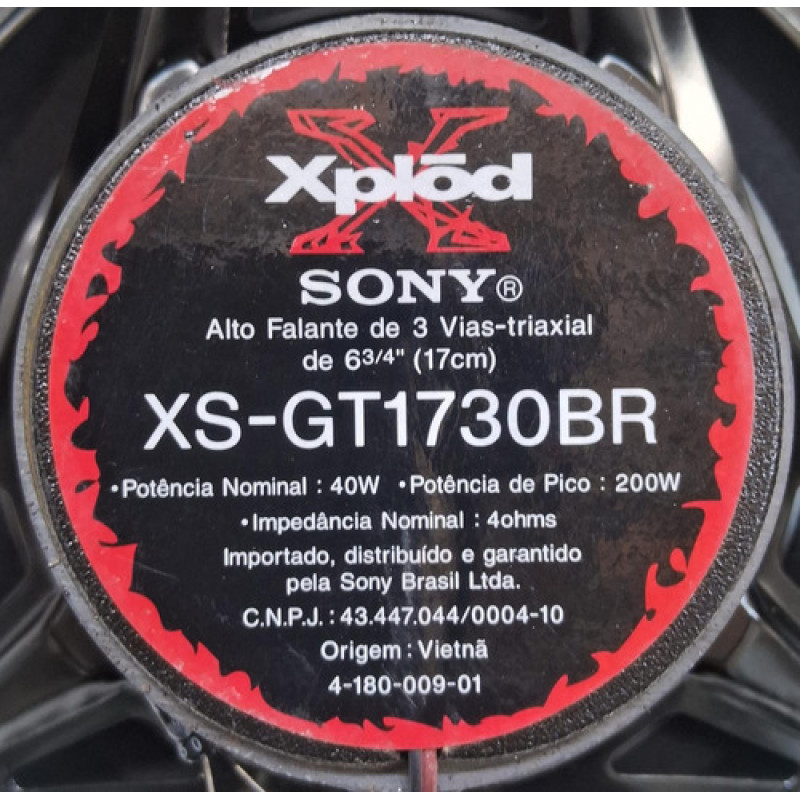 Xplōd
SONY®
Alto Falante de 3 Vias-triaxial
de 6 3/4" (17cm)
XS-GT1730BR
•Potência Nominal : 40W •Potência de Pico : 200W
•Impedância Nominal : 4ohms
Importado, distribuído e garantido
pela Sony Brasil Ltda.
C.N.P.J. : 43.447.044/0004-10
Origem : Vietnã
4-180-009-01